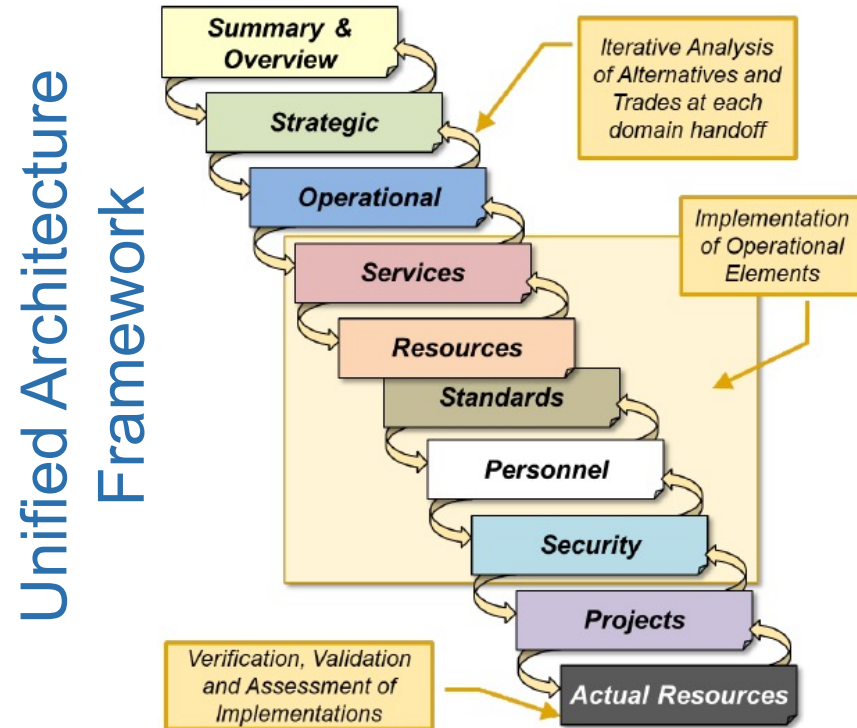 Unified Architecture
Framework
Summary &
Overview
Strategic
Operational
Services
Resources
Standards
Personnel
Security
Projects
Actual Resources
Iterative Analysis
of Alternatives and
Trades at each
domain handoff
Implementation
of Operational
Elements
Verification, Validation
and Assessment of
Implementations